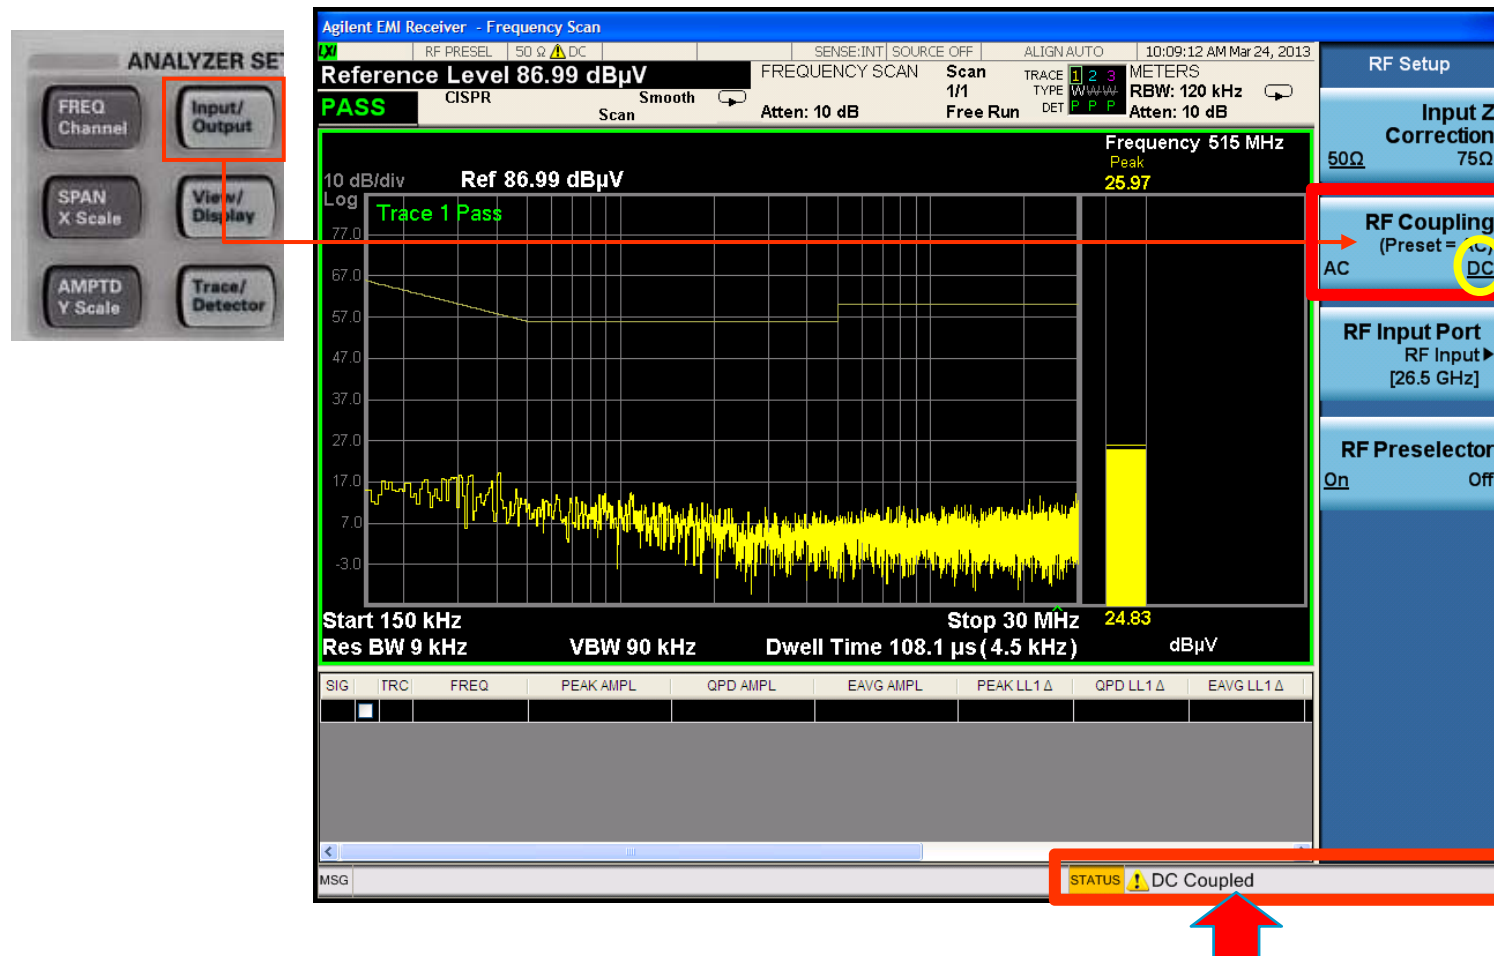 ANALYZER SE
FREQ
Channel
Input/
Output
SPAN
X Scale
View/
Display
AMPTD
Y Scale
Trace/
Detector
Agilent EMI Receiver - Frequency Scan
LXI
RF PRESEL
50 Ω DC
SENSE:INT
SOURCE OFF
ALIGN AUTO
10:09:12 AM Mar 24, 2013
Reference Level 86.99 dBµV
PASS
CISPR
Smooth
Scan
FREQUENCY SCAN
Atten: 10 dB
Scan
1/1
Free Run
TRACE 1 2 3
TYPE W W W
DET P P P
METERS
RBW: 120 kHz
Atten: 10 dB
Frequency 515 MHz
Peak
25.97
10 dB/div
Log
Ref 86.99 dBµV
Trace 1 Pass
77.0
67.0
57.0
47.0
37.0
27.0
17.0
7.0
-3.0
Start 150 kHz
Stop 30 MHz
24.83
Res BW 9 kHz
VBW 90 kHz
Dwell Time 108.1 µs (4.5 kHz)
dBµV
SIG TRC FREQ PEAK AMPL QPD AMPL EAVG AMPL PEAK LL1 Δ QPD LL1 Δ EAVG LL1 Δ
MSG
STATUS DC Coupled
RF Setup
Input Z
Correction
50Ω 75Ω
RF Coupling
(Preset = AC)
AC DC
RF Input Port
RF Input
[26.5 GHz]
RF Preselector
On Off